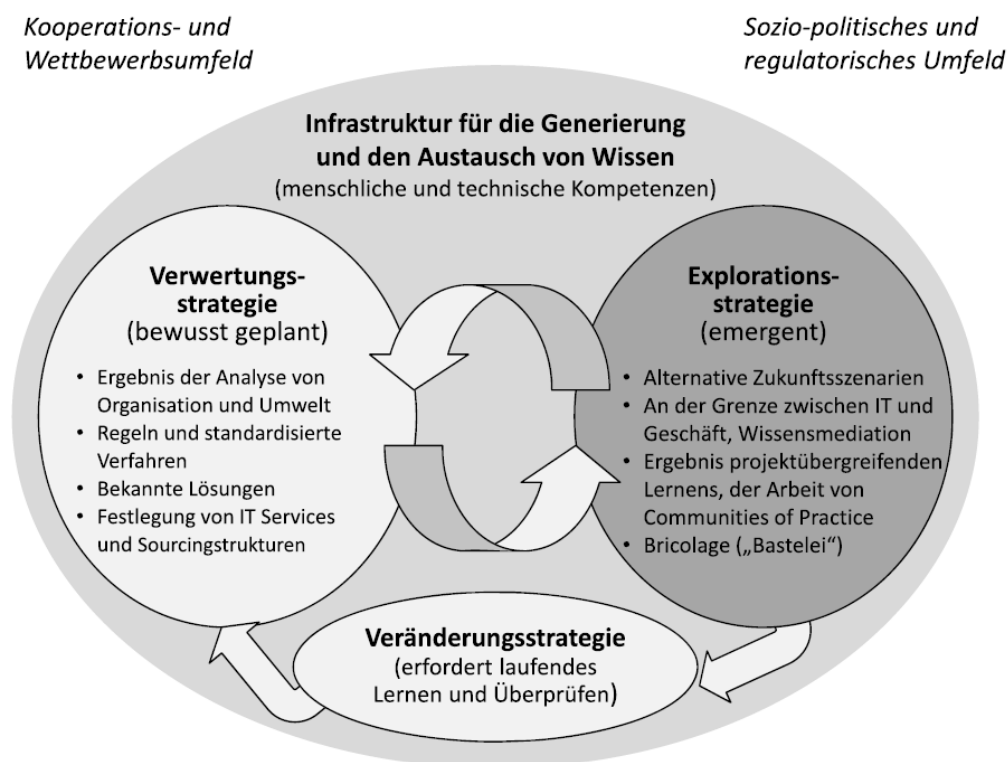 Kooperations- und
Wettbewerbsumfeld
Sozio-politisches und
regulatorisches Umfeld
Infrastruktur für die Generierung
und den Austausch von Wissen
(menschliche und technische Kompetenzen)
Verwertungs-
strategie
(bewusst geplant)
• Ergebnis der Analyse von
Organisation und Umwelt
• Regeln und standardisierte
Verfahren
• Bekannte Lösungen
• Festlegung von IT Services
und Sourcingstrukturen
Explorations-
strategie
(emergent)
• Alternative Zukunftsszenarien
• An der Grenze zwischen IT und
Geschäft, Wissensmediation
• Ergebnis projektübergreifenden
Lernens, der Arbeit von
Communities of Practice
• Bricolage („Bastelei“)
Veränderungsstrategie
(erfordert laufendes
Lernen und Überprüfen)